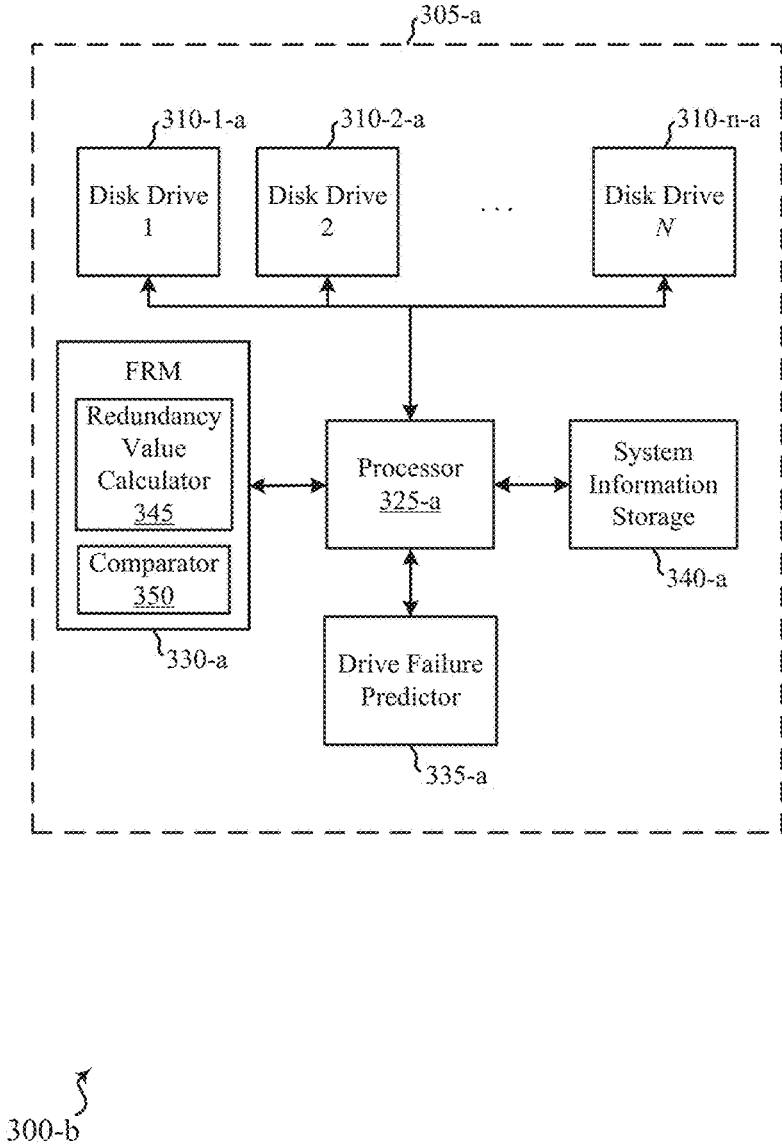 305-a
310-1-a
310-2-a
310-n-a
Disk Drive
1
Disk Drive
2
. . .
Disk Drive
N
FRM
Redundancy
Value
Calculator
345
Comparator
350
330-a
Processor
325-a
System
Information
Storage
340-a
Drive Failure
Predictor
335-a
300-b